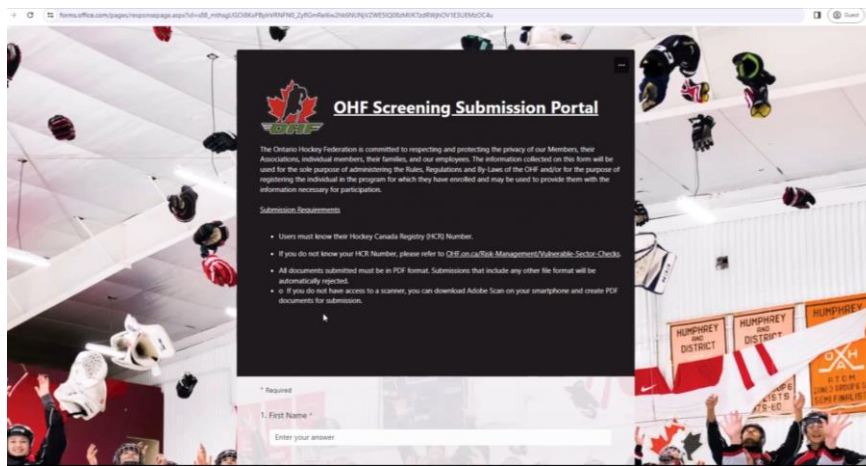 Guest
OHF
OHF Screening Submission Portal
The Ontario Hockey Federation is committed to respecting and protecting the privacy of our Members, their
Associations, individual members, their families, and our employees. The information collected on this form will be
used for the sole purpose of administering the Rules, Regulations and By-Laws of the OHF and/or for the purpose of
registering the individual in the program for which they have enrolled and may be used to provide them with the
information necessary for participation.
Submission Requirements
• Users must know their Hockey Canada Registry (HCR) Number.
• If you do not know your HCR Number, please refer to OHF.on.ca/Risk-Management/Vulnerable-Sector-Checks.
• All documents submitted must be in PDF format. Submissions that include any other file format will be
automatically rejected.
• o If you do not have access to a scanner, you can download Adobe Scan on your smartphone and create PDF
documents for submission.
HUMPHREY
AND
DISTRICT
HUMPHREY
AND
DISTRICT
HUMPHREY
SEMI FINALIST
* Required
1. First Name *
Enter your answer